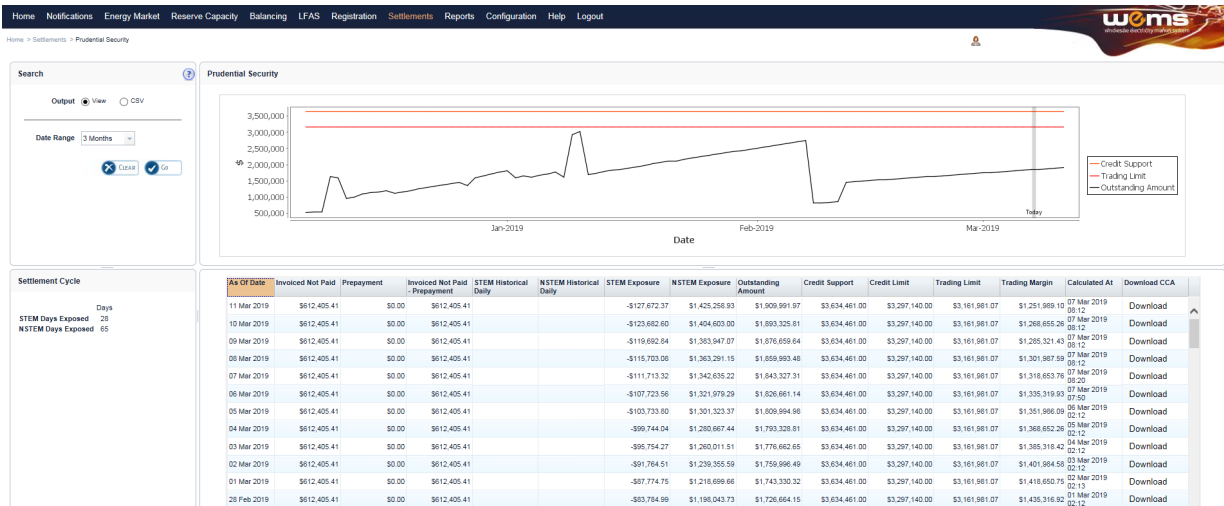 Home Notifications Energy Market Reserve Capacity Balancing LFAS Registration Settlements Reports Configuration Help Logout
wems
wholesale electricity market systems
Home > Settlements > Prudential Security
Search
?
Output View CSV
Date Range 3 Months
CLEAR GO
Prudential Security
3,500,000
3,000,000
2,500,000
2,000,000
1,500,000
1,000,000
500,000
$
Today
Jan-2019 Feb-2019 Mar-2019
Date
Credit Support
Trading Limit
Outstanding Amount
Settlement Cycle
Days
STEM Days Exposed 28
NSTEM Days Exposed 65
As Of Date Invoiced Not Paid Prepayment Invoiced Not Paid STEM Historical NSTEM Historical STEM Exposure NSTEM Exposure Outstanding Credit Support Credit Limit Trading Limit Trading Margin Calculated At Download CCA
- Prepayment Daily Daily Amount
11 Mar 2019 $612,405.41 $0.00 $612,405.41 -$127,672.37 $1,425,258.93 $1,909,991.97 $3,634,461.00 $3,297,140.00 $3,161,981.07 $1,251,989.10 07 Mar 2019 08:12 Download
10 Mar 2019 $612,405.41 $0.00 $612,405.41 -$123,682.60 $1,404,603.00 $1,893,325.81 $3,634,461.00 $3,297,140.00 $3,161,981.07 $1,268,655.26 07 Mar 2019 08:12 Download
09 Mar 2019 $612,405.41 $0.00 $612,405.41 -$119,692.84 $1,383,947.07 $1,876,659.64 $3,634,461.00 $3,297,140.00 $3,161,981.07 $1,285,321.43 07 Mar 2019 08:12 Download
08 Mar 2019 $612,405.41 $0.00 $612,405.41 -$115,703.08 $1,363,291.15 $1,859,993.48 $3,634,461.00 $3,297,140.00 $3,161,981.07 $1,301,987.59 07 Mar 2019 08:12 Download
07 Mar 2019 $612,405.41 $0.00 $612,405.41 -$111,713.32 $1,342,635.22 $1,843,327.31 $3,634,461.00 $3,297,140.00 $3,161,981.07 $1,318,653.76 07 Mar 2019 08:20 Download
06 Mar 2019 $612,405.41 $0.00 $612,405.41 -$107,723.56 $1,321,979.29 $1,826,661.14 $3,634,461.00 $3,297,140.00 $3,161,981.07 $1,335,319.93 07 Mar 2019 07:50 Download
05 Mar 2019 $612,405.41 $0.00 $612,405.41 -$103,733.80 $1,301,323.37 $1,809,994.98 $3,634,461.00 $3,297,140.00 $3,161,981.07 $1,351,986.09 06 Mar 2019 02:12 Download
04 Mar 2019 $612,405.41 $0.00 $612,405.41 -$99,744.04 $1,280,667.44 $1,793,328.81 $3,634,461.00 $3,297,140.00 $3,161,981.07 $1,368,652.26 05 Mar 2019 02:12 Download
03 Mar 2019 $612,405.41 $0.00 $612,405.41 -$95,754.27 $1,260,011.51 $1,776,662.65 $3,634,461.00 $3,297,140.00 $3,161,981.07 $1,385,318.42 04 Mar 2019 02:12 Download
02 Mar 2019 $612,405.41 $0.00 $612,405.41 -$91,764.51 $1,239,355.59 $1,759,996.49 $3,634,461.00 $3,297,140.00 $3,161,981.07 $1,401,984.58 03 Mar 2019 02:12 Download
01 Mar 2019 $612,405.41 $0.00 $612,405.41 -$87,774.75 $1,218,699.66 $1,743,330.32 $3,634,461.00 $3,297,140.00 $3,161,981.07 $1,418,650.75 02 Mar 2019 02:13 Download
28 Feb 2019 $612,405.41 $0.00 $612,405.41 -$83,784.99 $1,198,043.73 $1,726,664.15 $3,634,461.00 $3,297,140.00 $3,161,981.07 $1,435,316.92 01 Mar 2019 02:12 Download